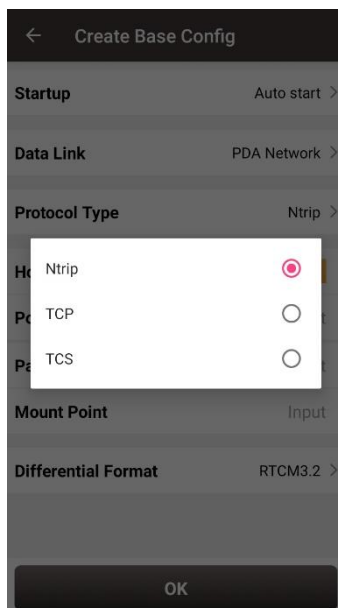 Create Base Config
Startup Auto start
Data Link PDA Network
Protocol Type Ntrip
Ntrip
TCP
TCS
Mount Point Input
Differential Format RTCM3.2
OK